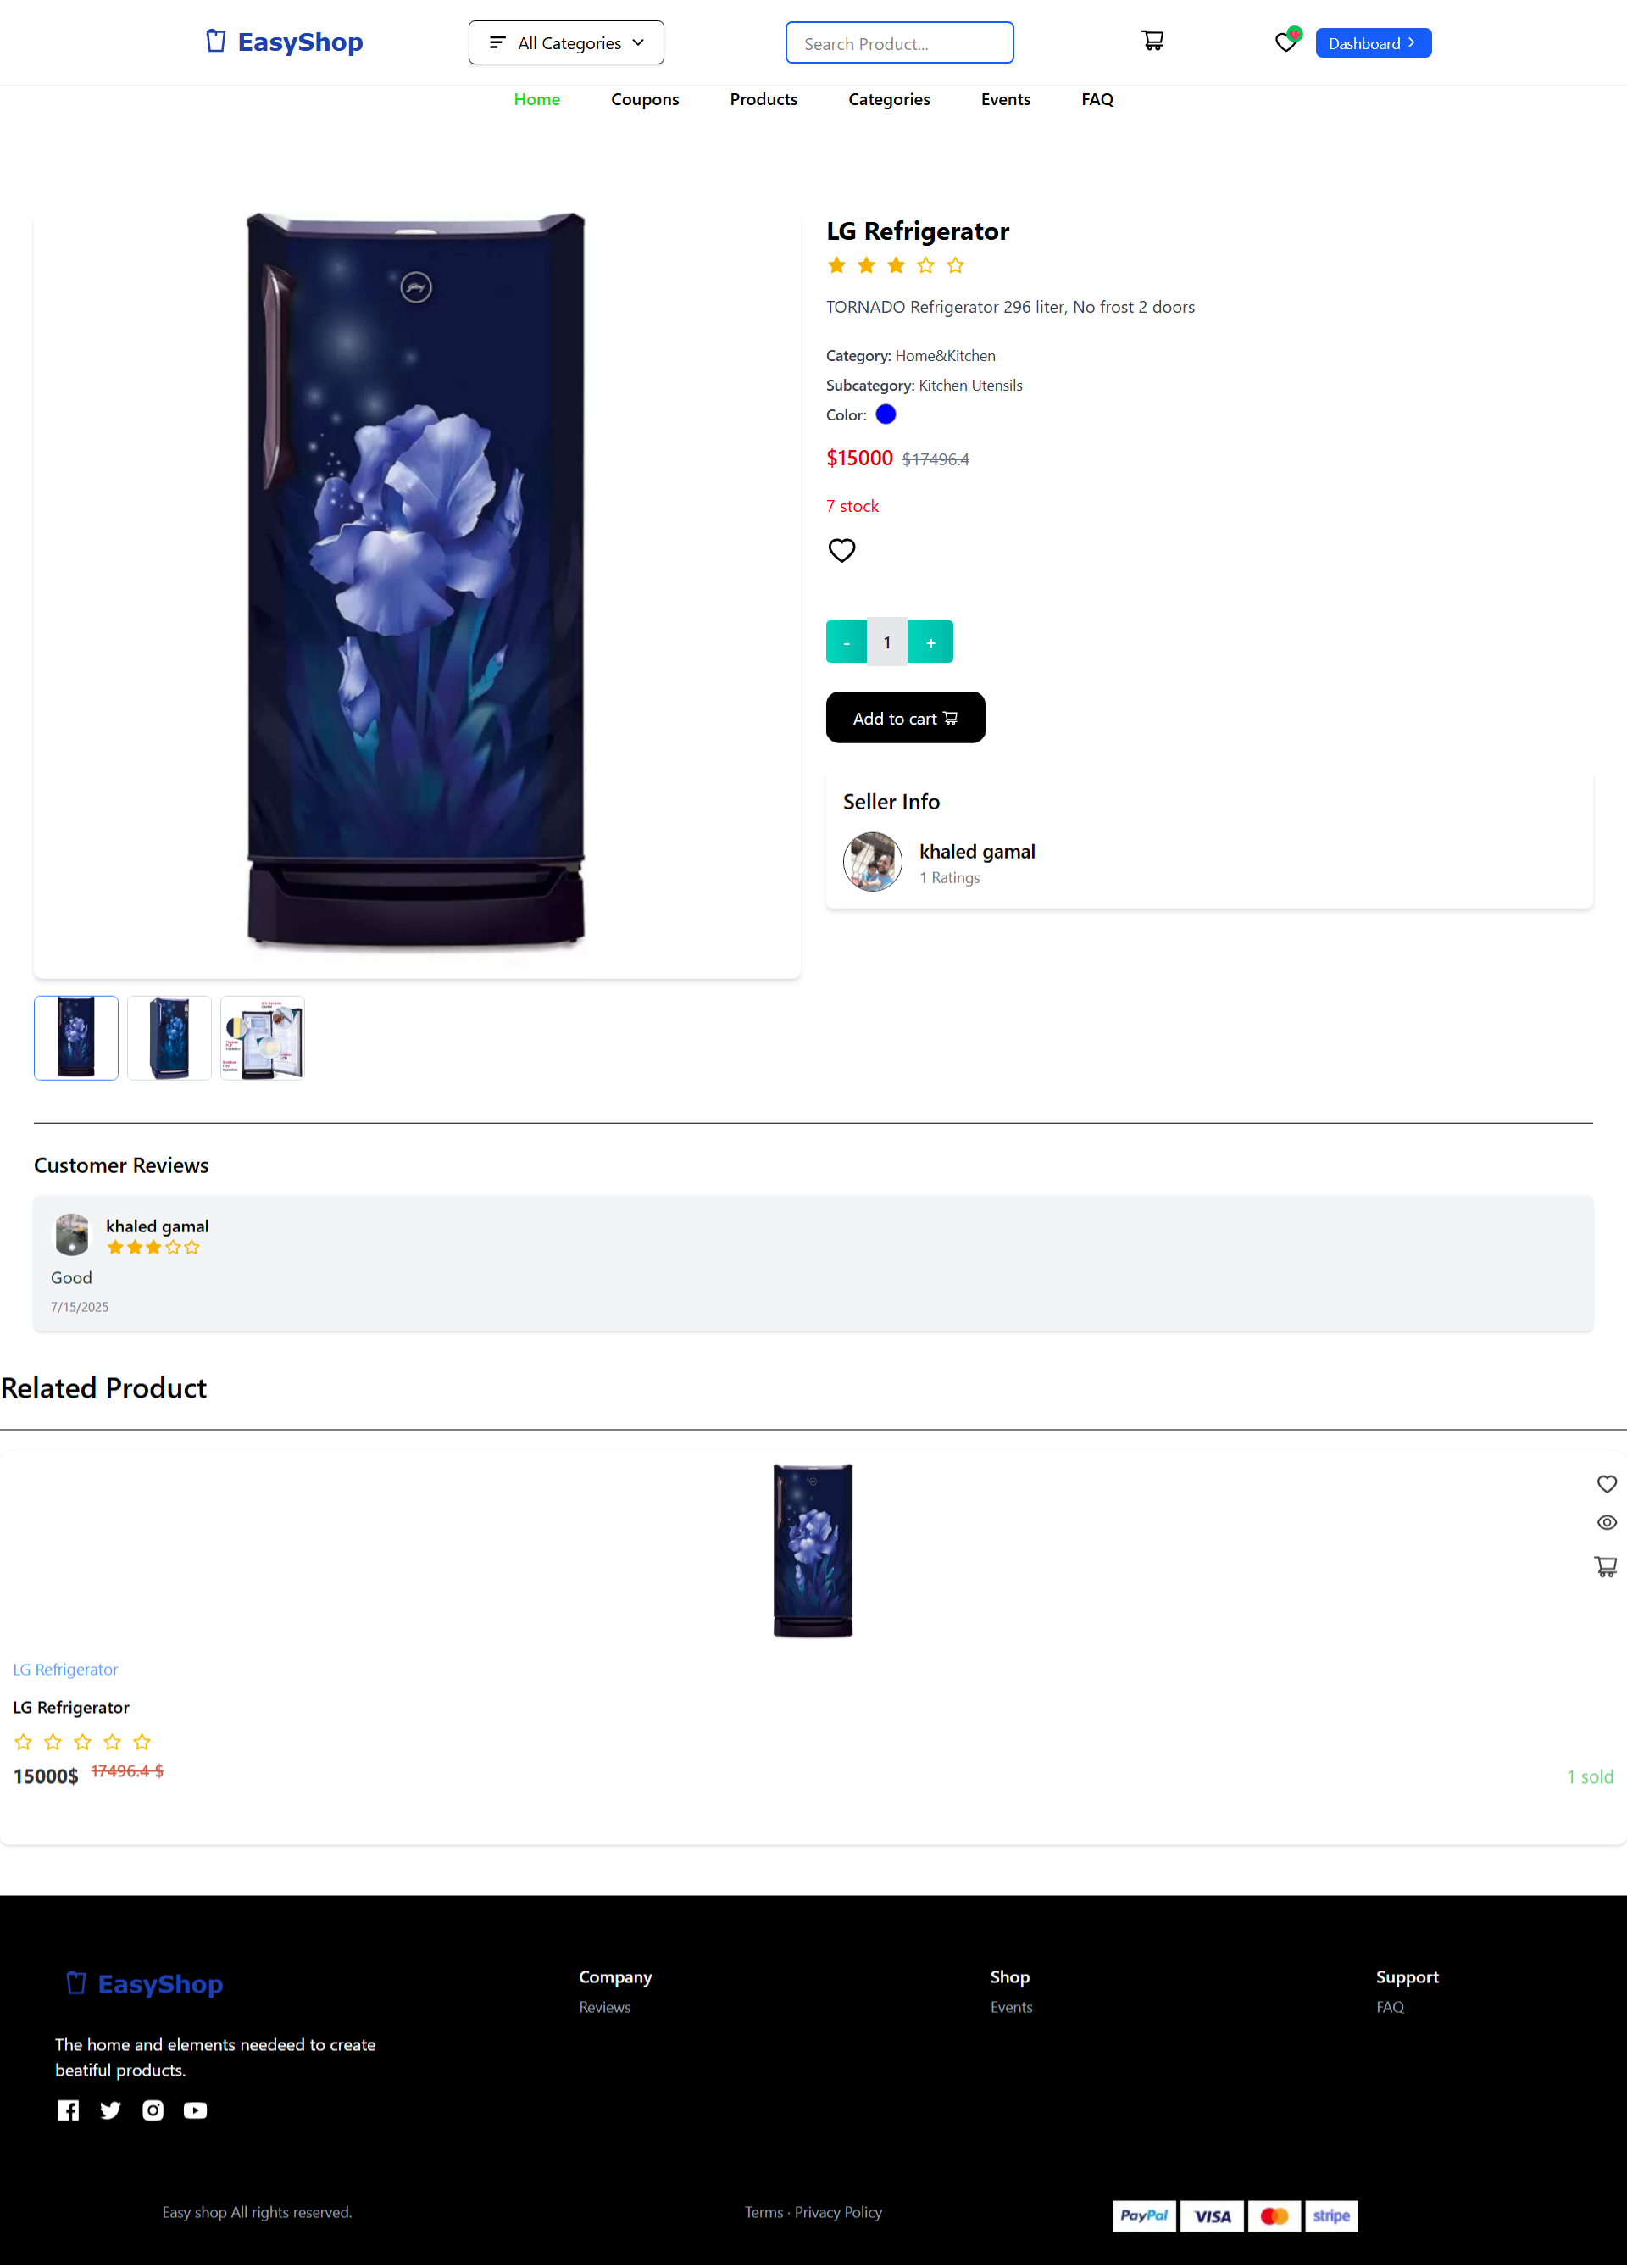 EasyShop
All Categories
Search Product...
Dashboard
Home Coupons Products Categories Events FAQ
LG Refrigerator
TORNADO Refrigerator 296 liter, No frost 2 doors
Category: Home&Kitchen
Subcategory: Kitchen Utensils
Color:
$15000 $17496.4
7 stock
- 1 +
Add to cart
Seller Info
khaled gamal
1 Ratings
Customer Reviews
khaled gamal
Good
7/15/2025
Related Product
LG Refrigerator
LG Refrigerator
15000$ 17496.4 $
1 sold
EasyShop
The home and elements needeed to create
beatiful products.
Company
Reviews
Shop
Events
Support
FAQ
Easy shop All rights reserved.
Terms · Privacy Policy
PayPal VISA stripe